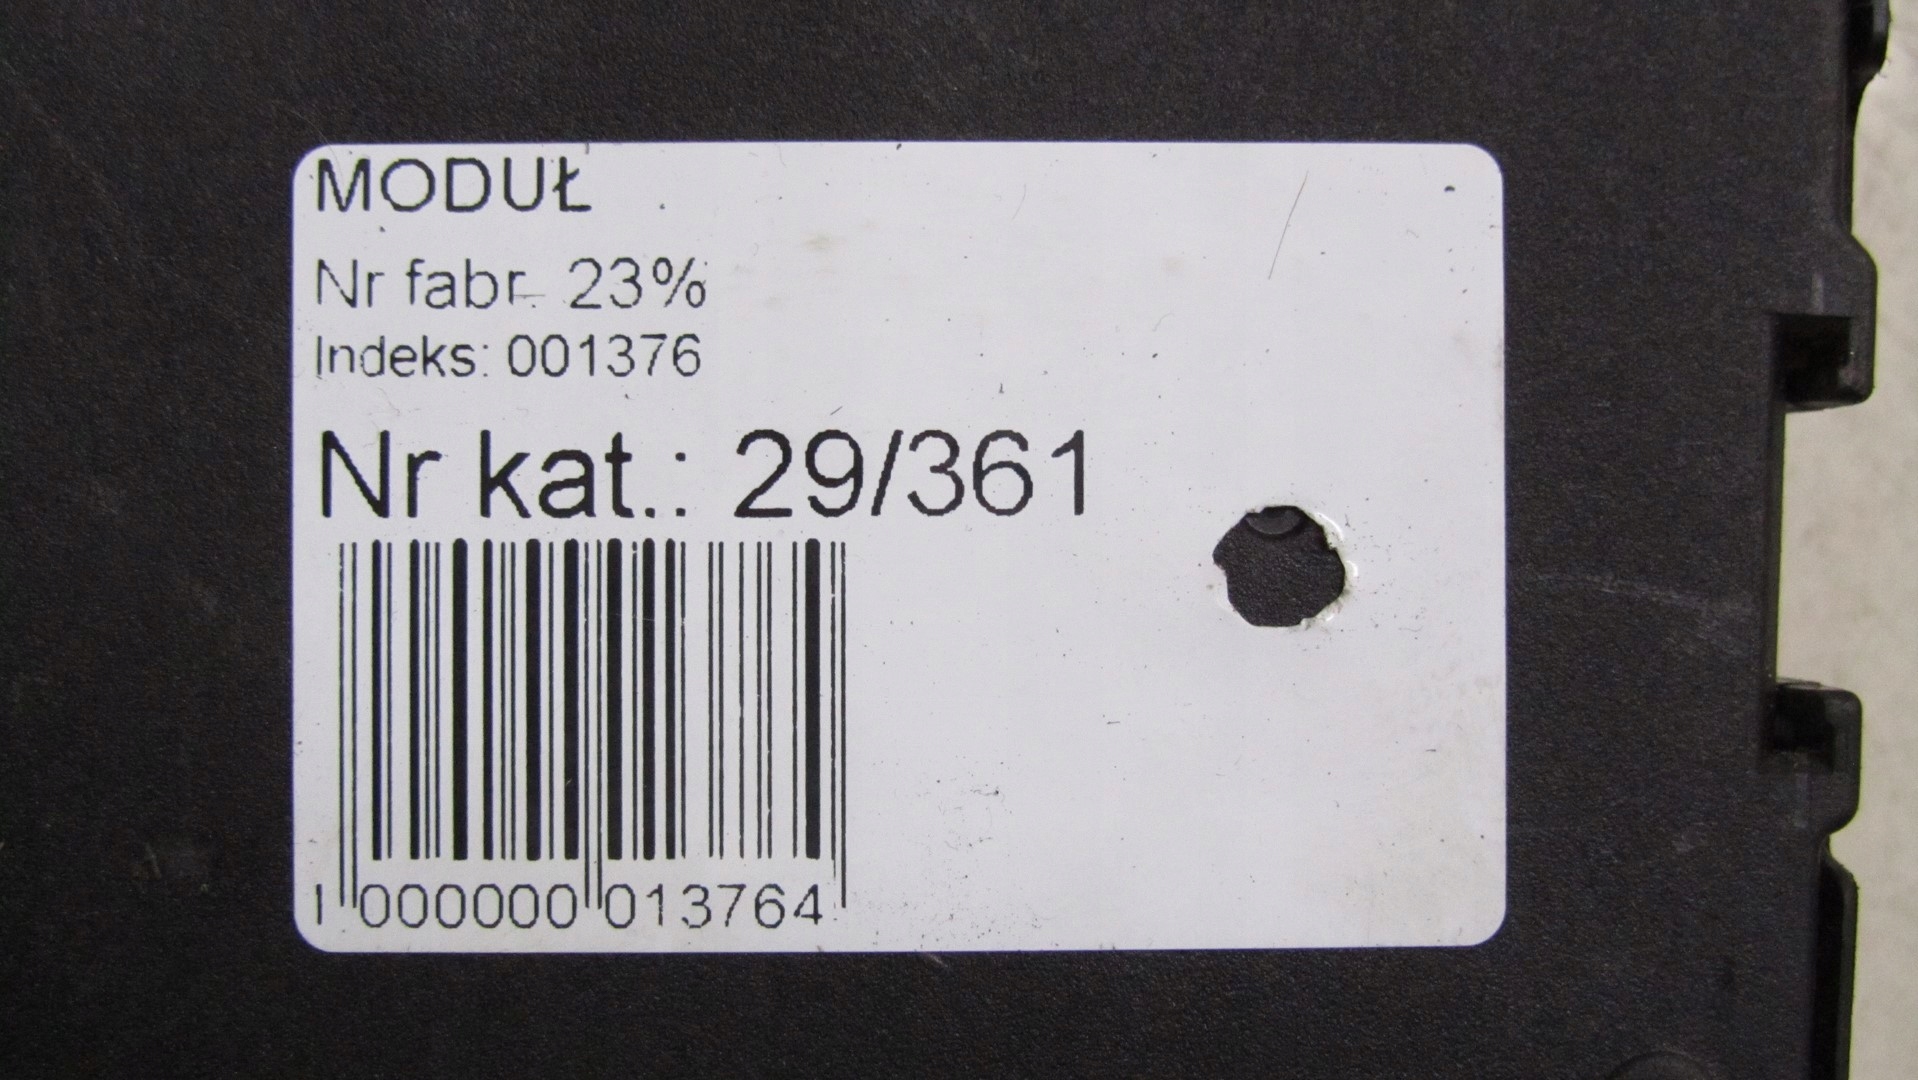 MODUŁ
Nr fabr. 23%
Indeks: 001376
Nr kat.: 29/361
1 000000 013764